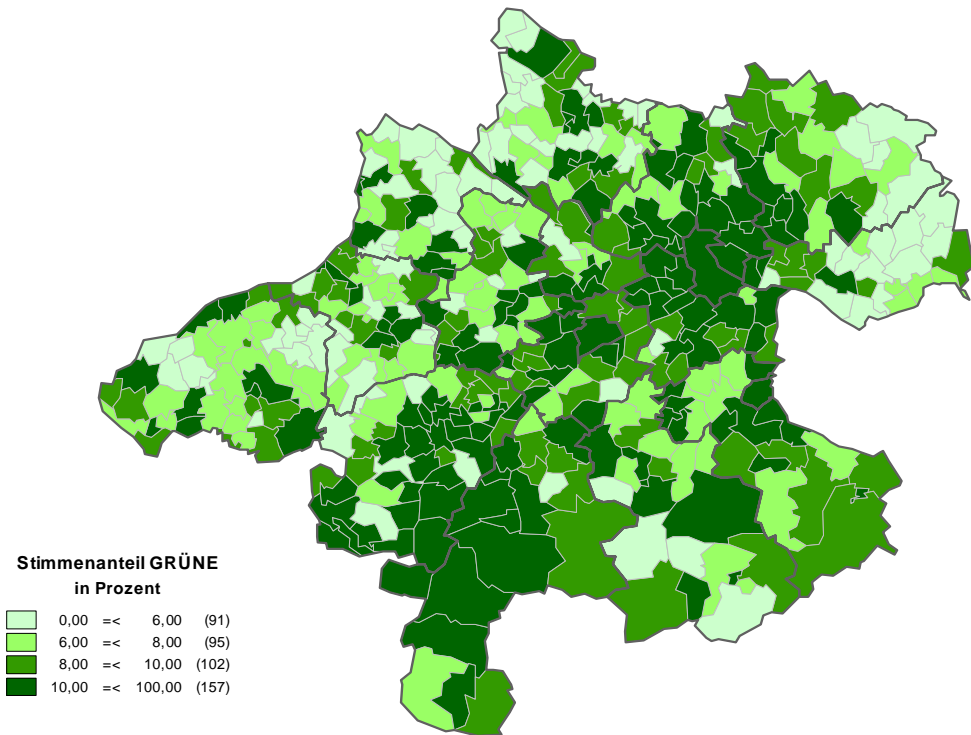 Stimmenanteil GRÜNE
in Prozent
0,00 =< 6,00 (91)
6,00 =< 8,00 (95)
8,00 =< 10,00 (102)
10,00 =< 100,00 (157)